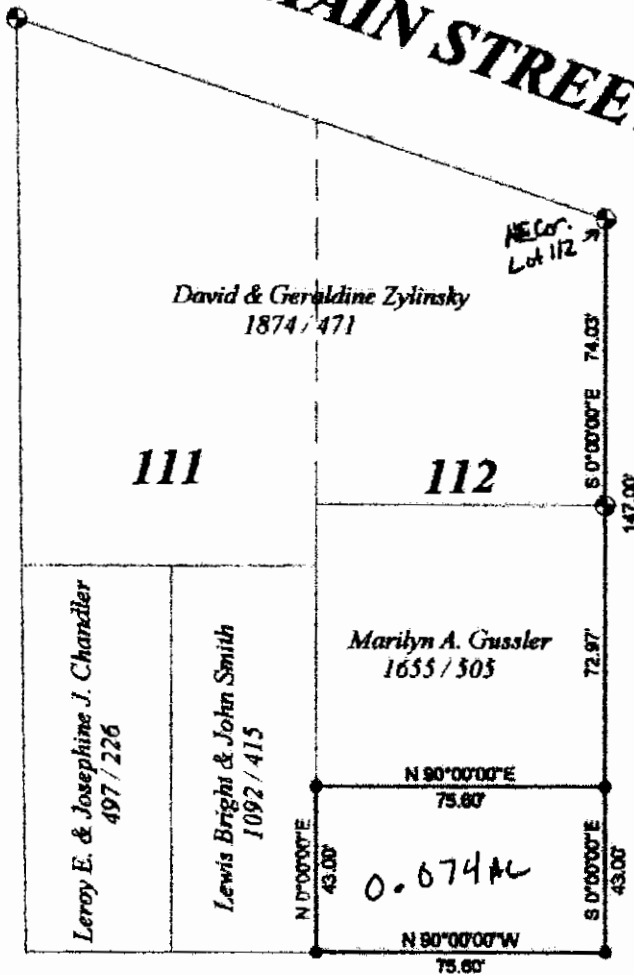 MAIN STREET
NE Cor.
Lot 112
David & Geraldine Zylinsky
1874 / 471
74.03'
S 0°00'00"E
111
112
147.00'
Leroy E. & Josephine J. Chandler
497 / 226
Lewis Bright & John Smith
1092 / 415
Marilyn A. Gussler
1655 / 505
72.97'
N 90°00'00"E
75.60'
N 0°00'00"E
43.00'
0.074 AC
S 0°00'00"E
43.00'
N 90°00'00"W
75.60'